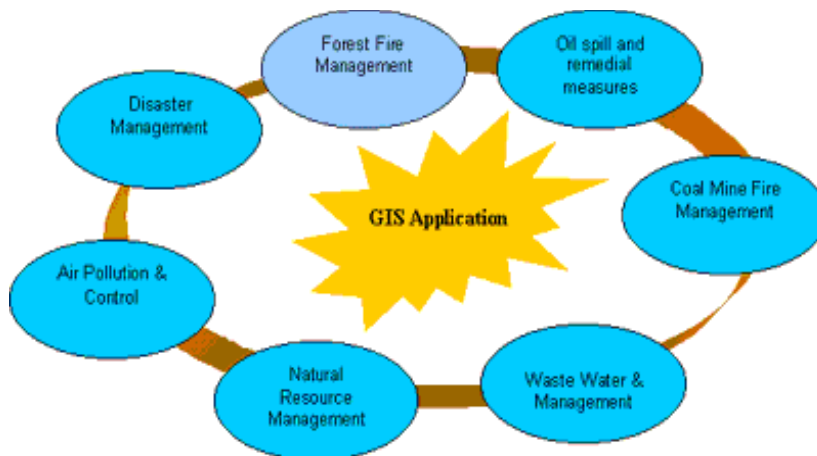 Forest Fire
Management
Oil spill and
remedial
measures
Disaster
Management
Coal Mine Fire
Management
GIS Application
Air Pollution &
Control
Natural
Resource
Management
Waste Water &
Management